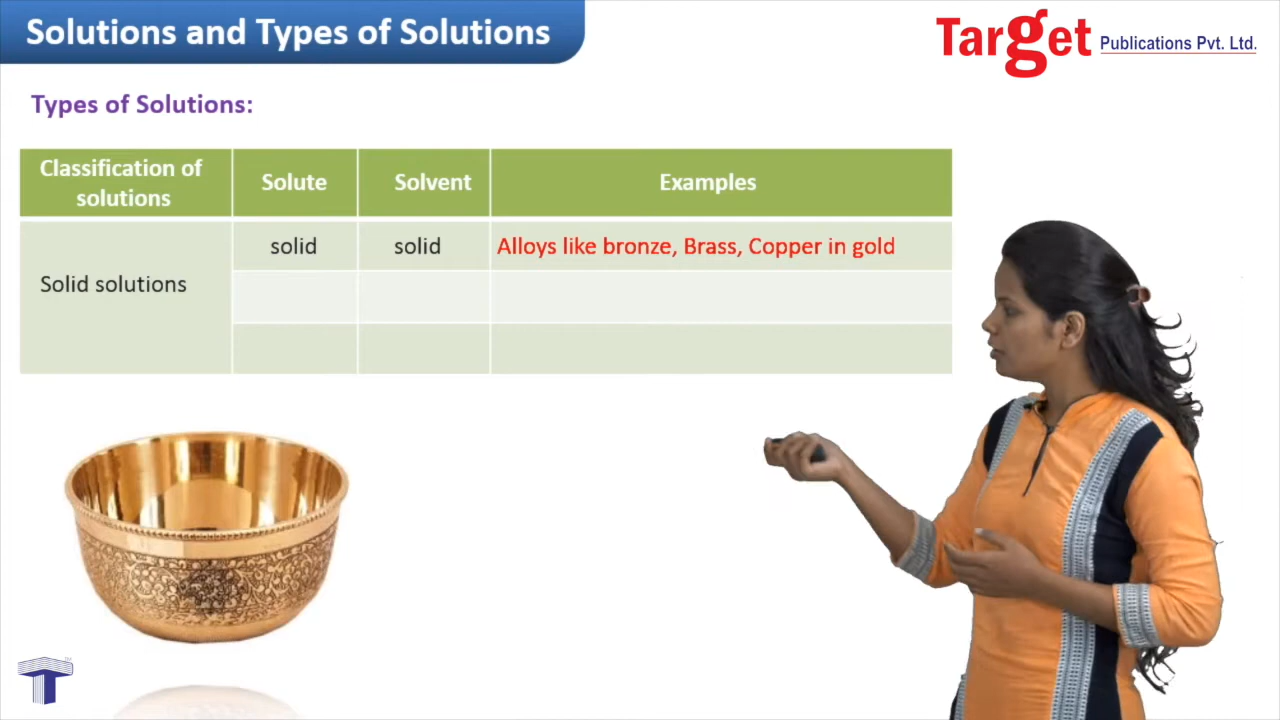 Solutions and Types of Solutions
Target Publications Pvt. Ltd.
Types of Solutions:
Classification of
solutions
Solute
Solvent
Examples
Solid solutions
solid
solid
Alloys like bronze, Brass, Copper in gold